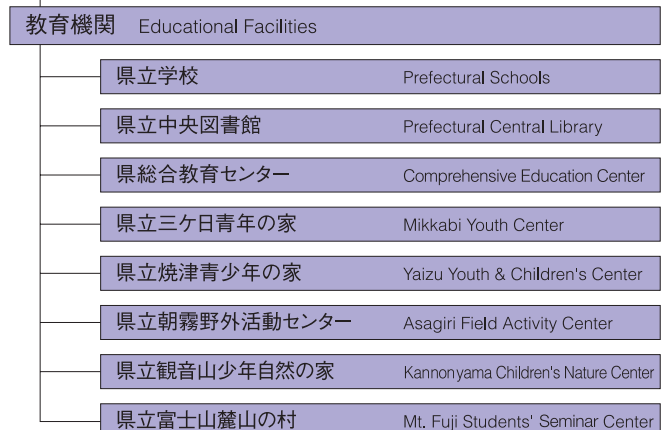 教育機関 Educational Facilities
県立学校 Prefectural Schools
県立中央図書館 Prefectural Central Library
県総合教育センター Comprehensive Education Center
県立三ケ日青年の家 Mikkabi Youth Center
県立焼津青少年の家 Yaizu Youth & Children's Center
県立朝霧野外活動センター Asagiri Field Activity Center
県立観音山少年自然の家 Kannonyama Children's Nature Center
県立富士山麓山の村 Mt. Fuji Students' Seminar Center